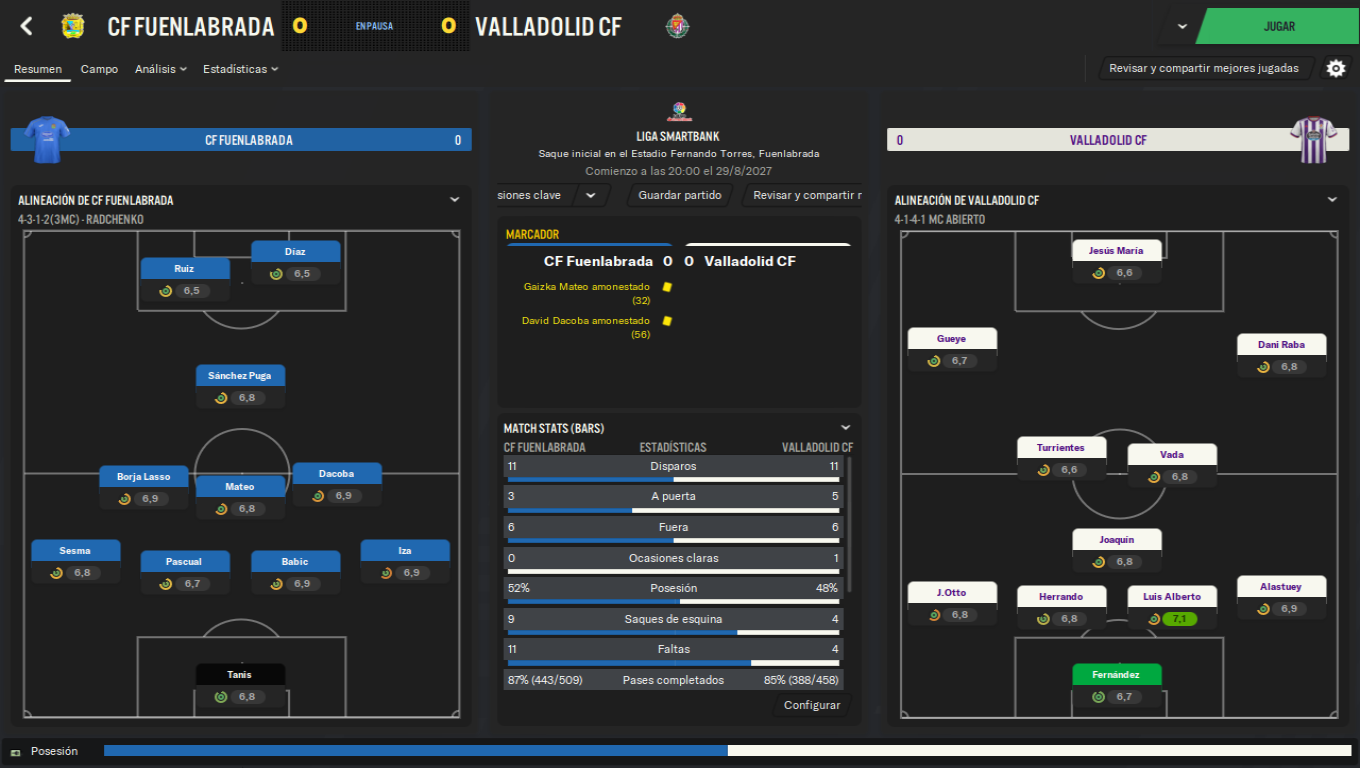 CF FUENLABRADA
0
EN PAUSA
0
VALLADOLID CF
JUGAR
Resumen
Campo
Análisis
Estadísticas
Revisar y compartir mejores jugadas
CF FUENLABRADA
0
LIGA SMARTBANK
Saque inicial en el Estadio Fernando Torres, Fuenlabrada
Comienzo a las 20:00 el 29/8/2027
0
VALLADOLID CF
siones clave
Guardar partido
Revisar y compartir r
ALINEACIÓN DE CF FUENLABRADA
4-3-1-2(3MC) - RADCHENKO
Díaz
6,5
Ruiz
6,5
Sánchez Puga
6,8
Borja Lasso
6,9
Mateo
6,8
Dacoba
6,9
Sesma
6,8
Pascual
6,7
Babic
6,9
Iza
6,9
Tanis
6,8
MARCADOR
CF Fuenlabrada 0 0 Valladolid CF
Gaizka Mateo amonestado
(32)
David Dacoba amonestado
(56)
MATCH STATS (BARS)
CF FUENLABRADA ESTADÍSTICAS VALLADOLID CF
11 Disparos 11
3 A puerta 5
6 Fuera 6
0 Ocasiones claras 1
52% Posesión 48%
9 Saques de esquina 4
11 Faltas 4
87% (443/509) Pases completados 85% (388/458)
Configurar
ALINEACIÓN DE VALLADOLID CF
4-1-4-1 MC ABIERTO
Jesús María
6,6
Gueye
6,7
Dani Raba
6,8
Turrientes
6,6
Vada
6,8
Joaquín
6,8
J.Otto
6,8
Herrando
6,8
Luis Alberto
7,1
Alastuey
6,9
Fernández
6,7
Posesión